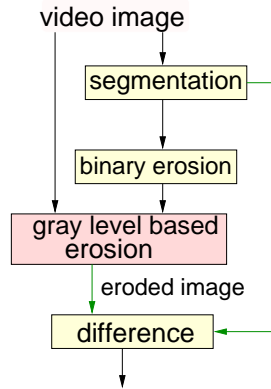 video image
segmentation
binary erosion
gray level based
erosion
eroded image
difference